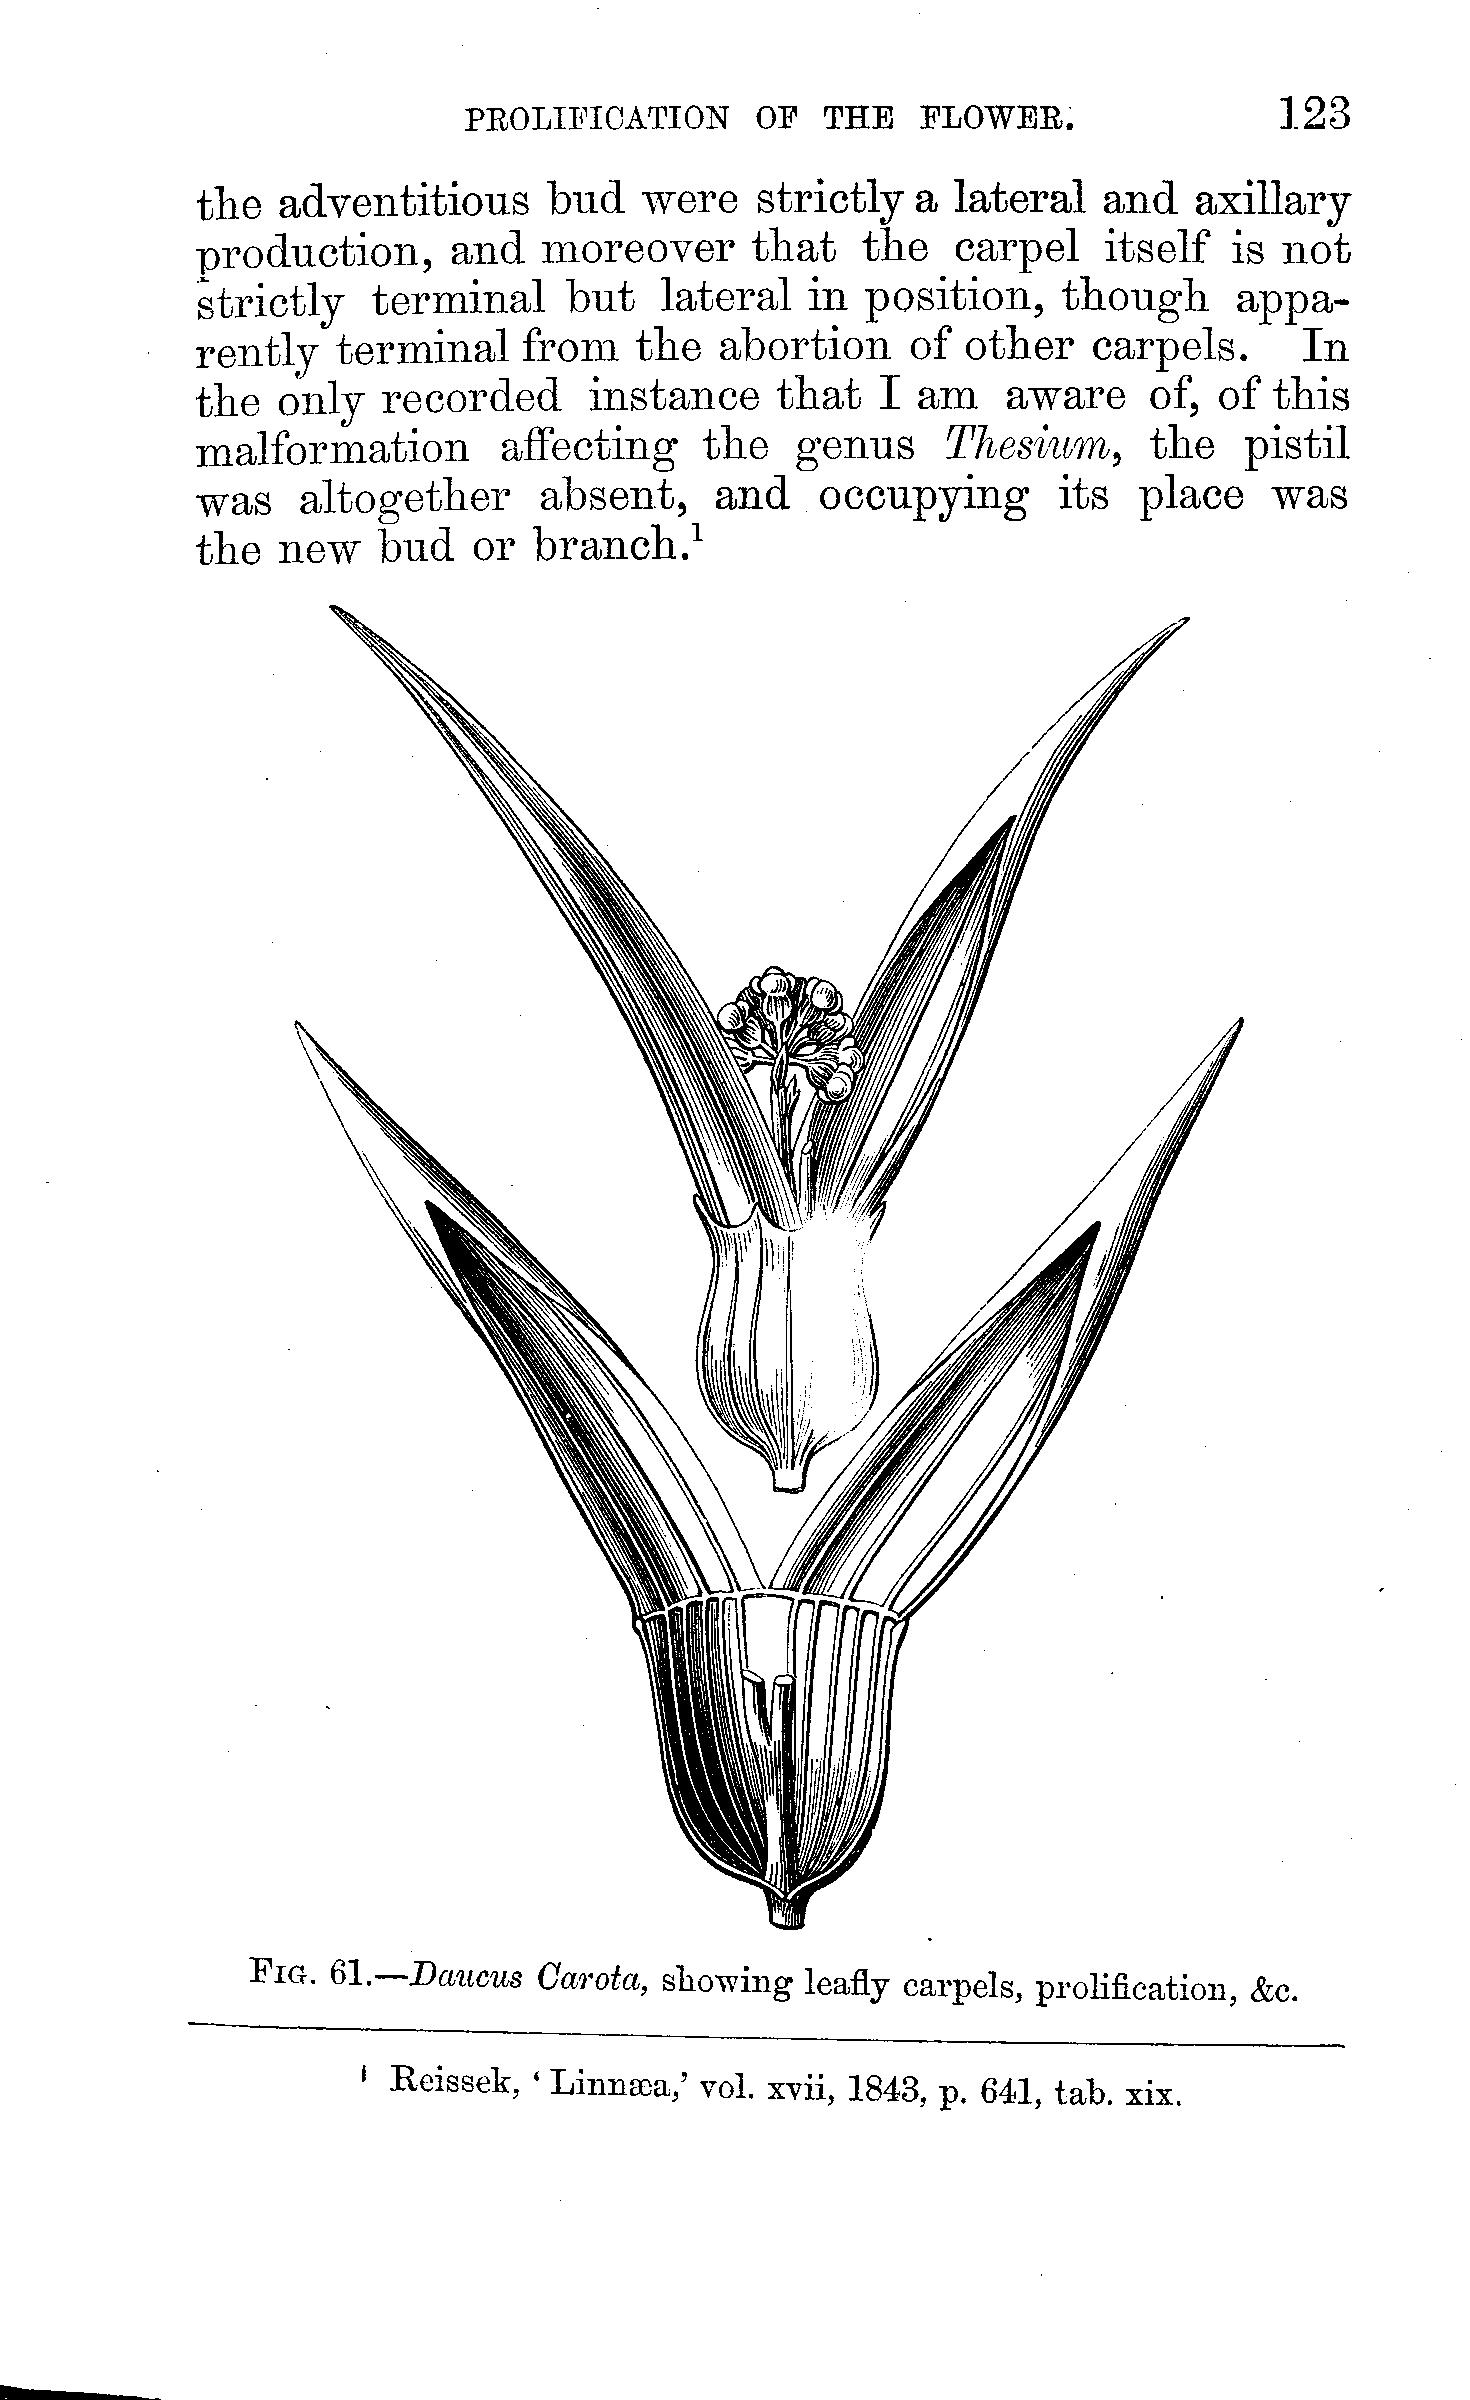 PROLIFICATION OF THE FLOWER. 123
the adventitious bud were strictly a lateral and axillary
production, and moreover that the carpel itself is not
strictly terminal but lateral in position, though appa-
rently terminal from the abortion of other carpels. In
the only recorded instance that I am aware of, of this
malformation affecting the genus Thesium, the pistil
was altogether absent, and occupying its place was
the new bud or branch.¹
FIG. 61.—Daucus Carota, showing leafly carpels, prolification, &c.
¹ Reissek, ‘Linnæa,’ vol. xvii, 1843, p. 641, tab. xix.